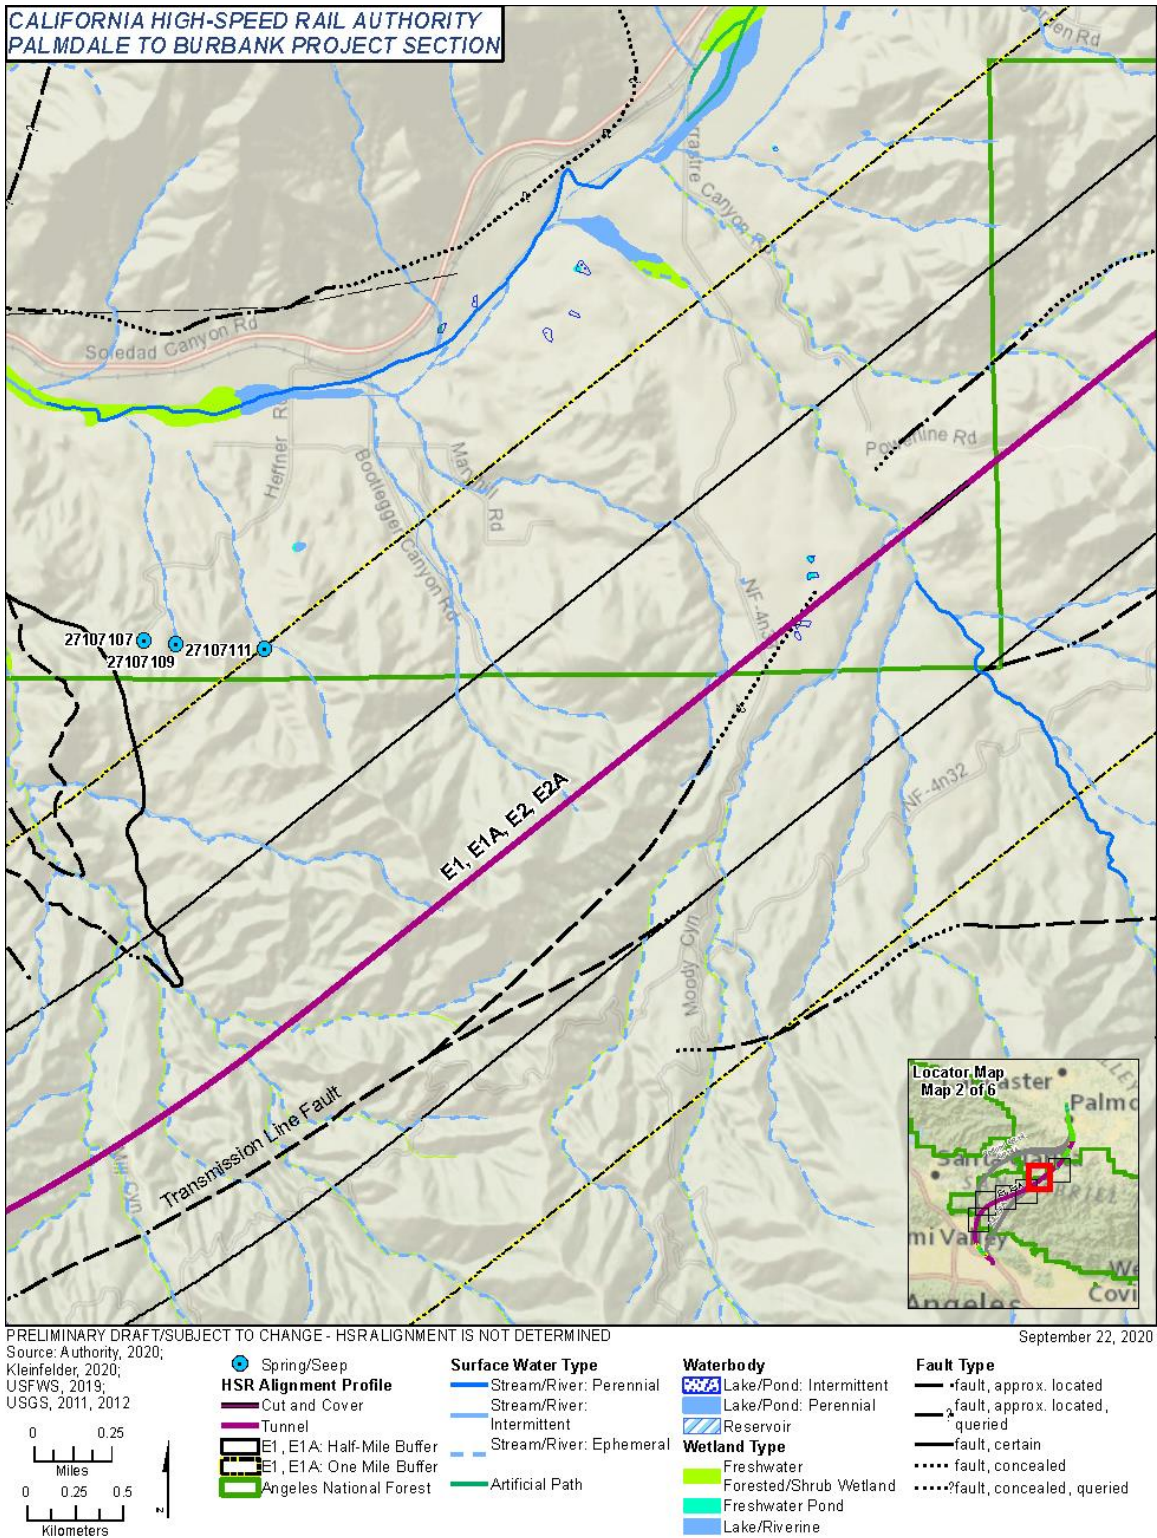 CALIFORNIA HIGH-SPEED RAIL AUTHORITY
PALMDALE TO BURBANK PROJECT SECTION
Soledad Canyon Rd
Heffner Rd
Bootlegger Canyon Rd
Rd
Powerline Rd
27107107
27107109
27107111
NF-4n32
E1, E1A, E2, E2A
Moody Cyn
Transmission Line Fault
Mill Cyn
Locator Map
Map 2 of 6
Palmd
mi Valley
Angeles
Covi
PRELIMINARY DRAFT/SUBJECT TO CHANGE - HSR ALIGNMENT IS NOT DETERMINED
September 22, 2020
Source: Authority, 2020;
Kleinfelder, 2020;
USFWS, 2019;
USGS, 2011, 2012
0 0.25
Miles
0 0.25 0.5
Kilometers
Z
Spring/Seep
HSR Alignment Profile
Cut and Cover
Tunnel
E1, E1A: Half-Mile Buffer
E1, E1A: One Mile Buffer
Angeles National Forest
Surface Water Type
Stream/River: Perennial
Stream/River:
Intermittent
Stream/River: Ephemeral
Artificial Path
Waterbody
Lake/Pond: Intermittent
Lake/Pond: Perennial
Reservoir
Wetland Type
Freshwater
Forested/Shrub Wetland
Freshwater Pond
Lake/Riverine
Fault Type
fault, approx. located
fault, approx. located,
queried
fault, certain
fault, concealed
fault, concealed, queried